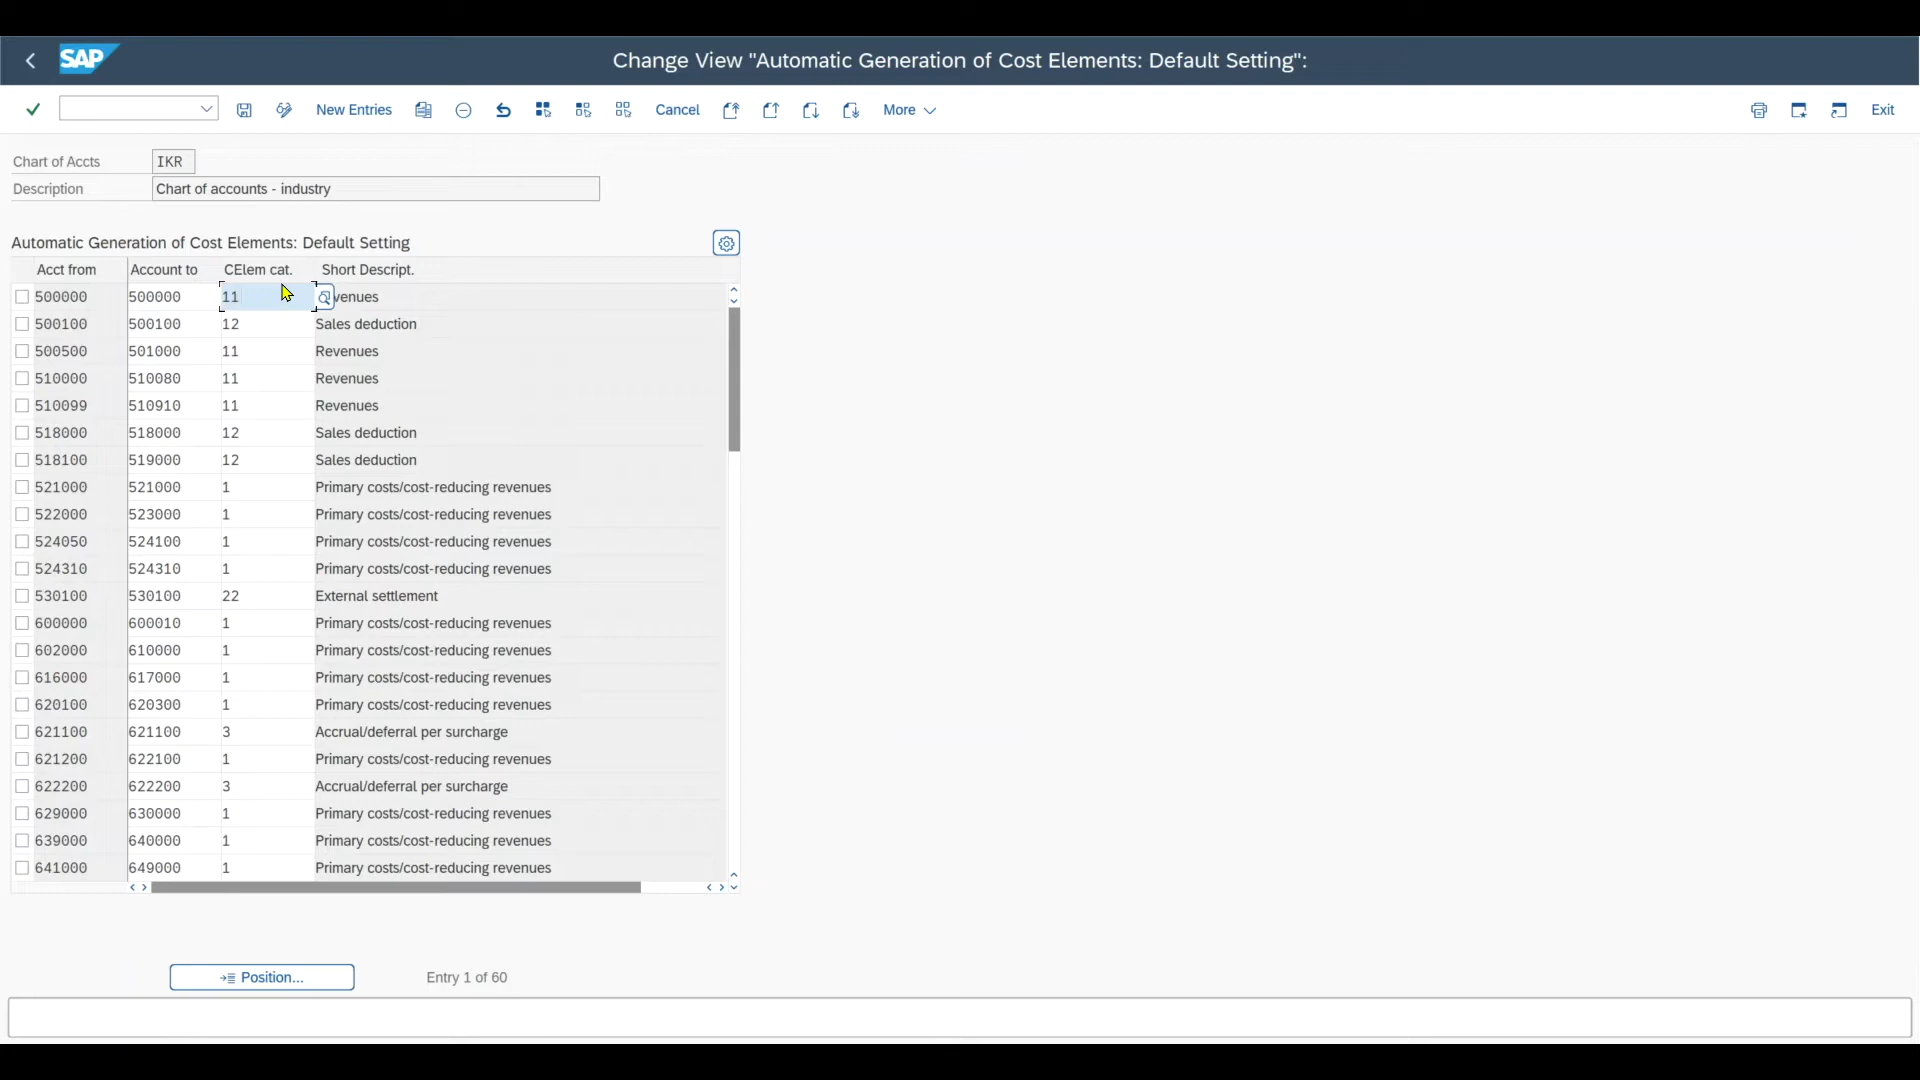 SAP Change View "Automatic Generation of Cost Elements: Default Setting":
New Entries Cancel More Exit
Chart of Accts IKR
Description Chart of accounts - industry
Automatic Generation of Cost Elements: Default Setting
Acct from Account to CElem cat. Short Descript.
500000 500000 11 venues
500100 500100 12 Sales deduction
500500 501000 11 Revenues
510000 510080 11 Revenues
510099 510910 11 Revenues
518000 518000 12 Sales deduction
518100 519000 12 Sales deduction
521000 521000 1 Primary costs/cost-reducing revenues
522000 523000 1 Primary costs/cost-reducing revenues
524050 524100 1 Primary costs/cost-reducing revenues
524310 524310 1 Primary costs/cost-reducing revenues
530100 530100 22 External settlement
600000 600010 1 Primary costs/cost-reducing revenues
602000 610000 1 Primary costs/cost-reducing revenues
616000 617000 1 Primary costs/cost-reducing revenues
620100 620300 1 Primary costs/cost-reducing revenues
621100 621100 3 Accrual/deferral per surcharge
621200 622100 1 Primary costs/cost-reducing revenues
622200 622200 3 Accrual/deferral per surcharge
629000 630000 1 Primary costs/cost-reducing revenues
639000 640000 1 Primary costs/cost-reducing revenues
641000 649000 1 Primary costs/cost-reducing revenues
Position... Entry 1 of 60